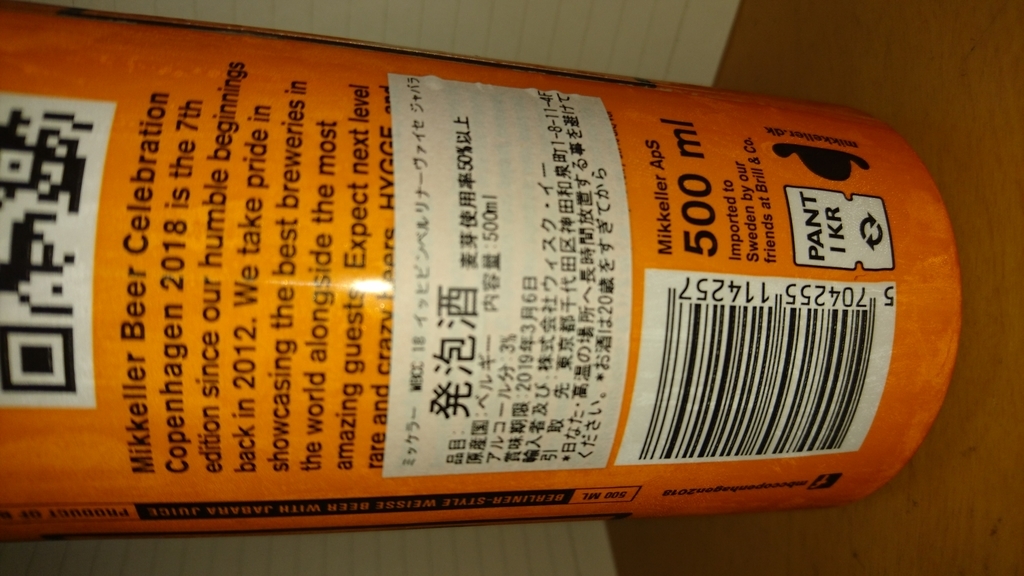 Mikkeller Beer Celebration
Copenhagen 2018 is the 7th
edition since our humble beginnings
back in 2012. We take pride in
showcasing the best breweries in
the world alongside the most
amazing guests. Expect next level
rare and crazy beers, HYGGE and
ミッケラー MBCC 18 イッヒビンベルリナーヴァイセ ジャバラ
品目: 発泡酒 麦芽使用率50%以上
原産国:ベルギー 内容量:500ml
アルコール分:3%
賞味期限:2019年3月6日
輸入者及び 株式会社ウィスク・イー
引 取 先 東京都千代田区神田和泉町1-8-11-4F
*日なた、高温の場所へ長時間放置する事を避けて
ください。 *お酒は20歳をすぎてから
Mikkeller Aps
500 ml
Imported to
Sweden by our
friends at Brill & Co.
mikkeller.dk
PANT
1 KR
5 704255 114257
mbccopenhagen2018
500 ML
BERLINER-STYLE WEISSE BEER WITH JABARA JUICE
PRODUCT OF